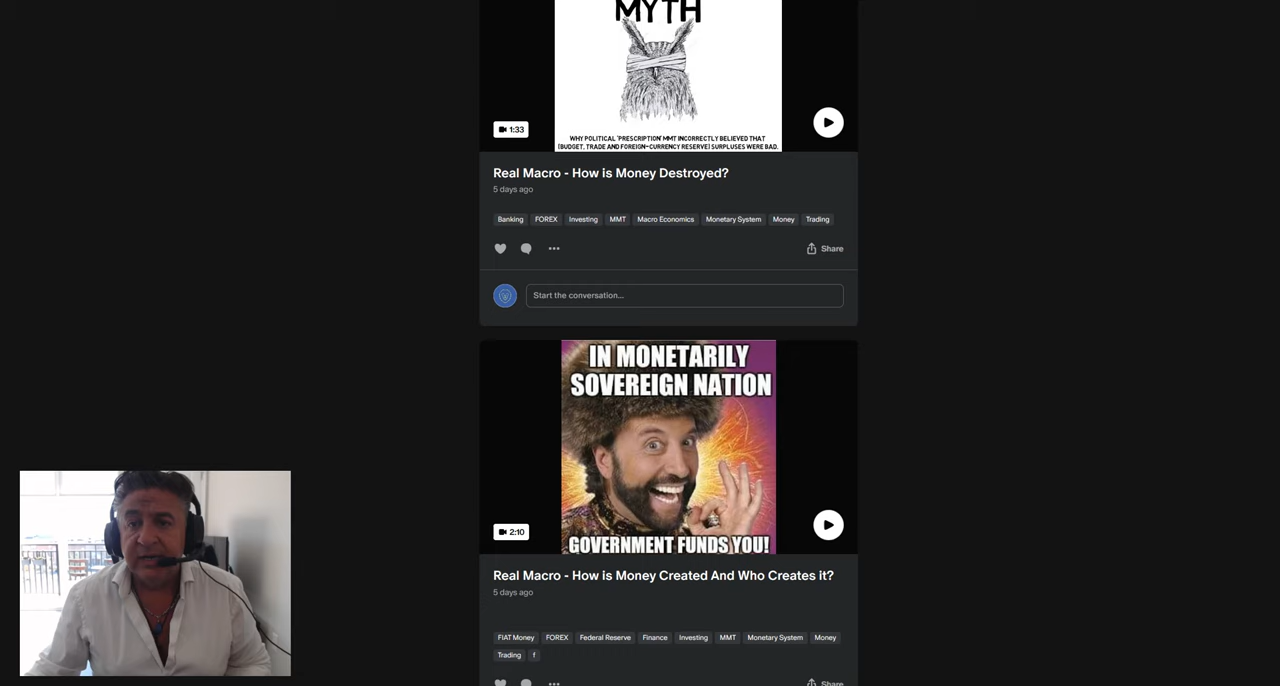 MYTH
WHY POLITICAL 'PRESCRIPTION' MMT INCORRECTLY BELIEVED THAT
(BUDGET, TRADE AND FOREIGN-CURRENCY RESERVE) SURPLUSES WERE BAD.
1:33
Real Macro - How is Money Destroyed?
5 days ago
Banking FOREX Investing MMT Macro Economics Monetary System Money Trading
Share
Start the conversation...
IN MONETARILY
SOVEREIGN NATION
GOVERNMENT FUNDS YOU!
2:10
Real Macro - How is Money Created And Who Creates it?
5 days ago
FIAT Money FOREX Federal Reserve Finance Investing MMT Monetary System Money
Trading f
Share